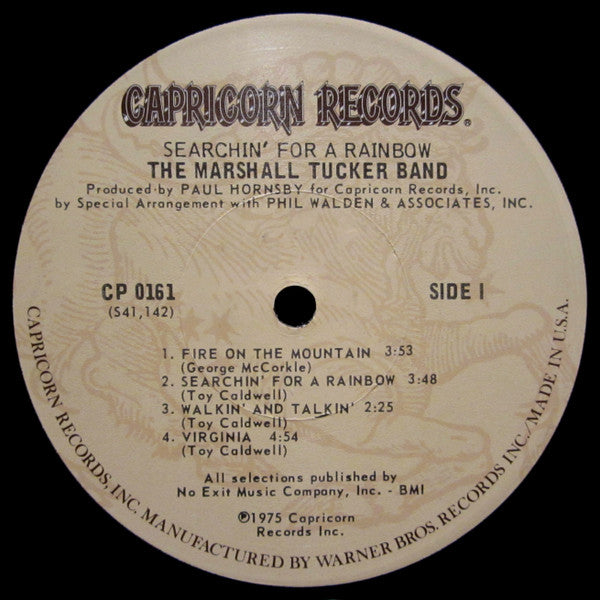 CAPRICORN RECORDS®
SEARCHIN' FOR A RAINBOW
THE MARSHALL TUCKER BAND
Produced by PAUL HORNSBY for Capricorn Records, Inc.
by Special Arrangement with PHIL WALDEN & ASSOCIATES, INC.
CP 0161
(S41,142)
SIDE I
1. FIRE ON THE MOUNTAIN 3:53
(George McCorkle)
2. SEARCHIN' FOR A RAINBOW 3:48
(Toy Caldwell)
3. WALKIN' AND TALKIN' 2:25
(Toy Caldwell)
4. VIRGINIA 4:54
(Toy Caldwell)
All selections published by
No Exit Music Company, Inc. - BMI
℗1975 Capricorn
Records Inc.
CAPRICORN RECORDS, INC. MANUFACTURED BY WARNER BROS. RECORDS INC./MADE IN U.S.A.